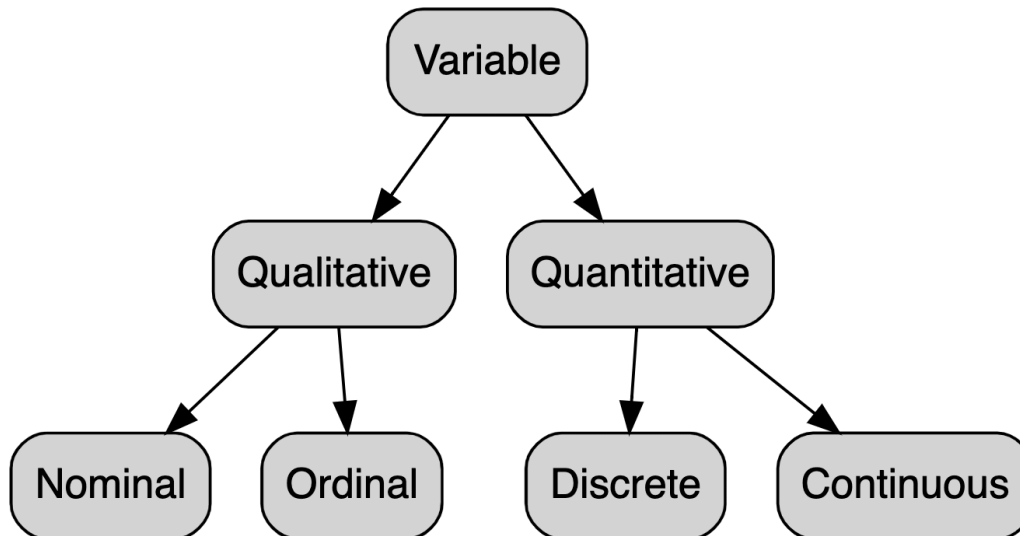 Variable
Qualitative
Quantitative
Nominal
Ordinal
Discrete
Continuous